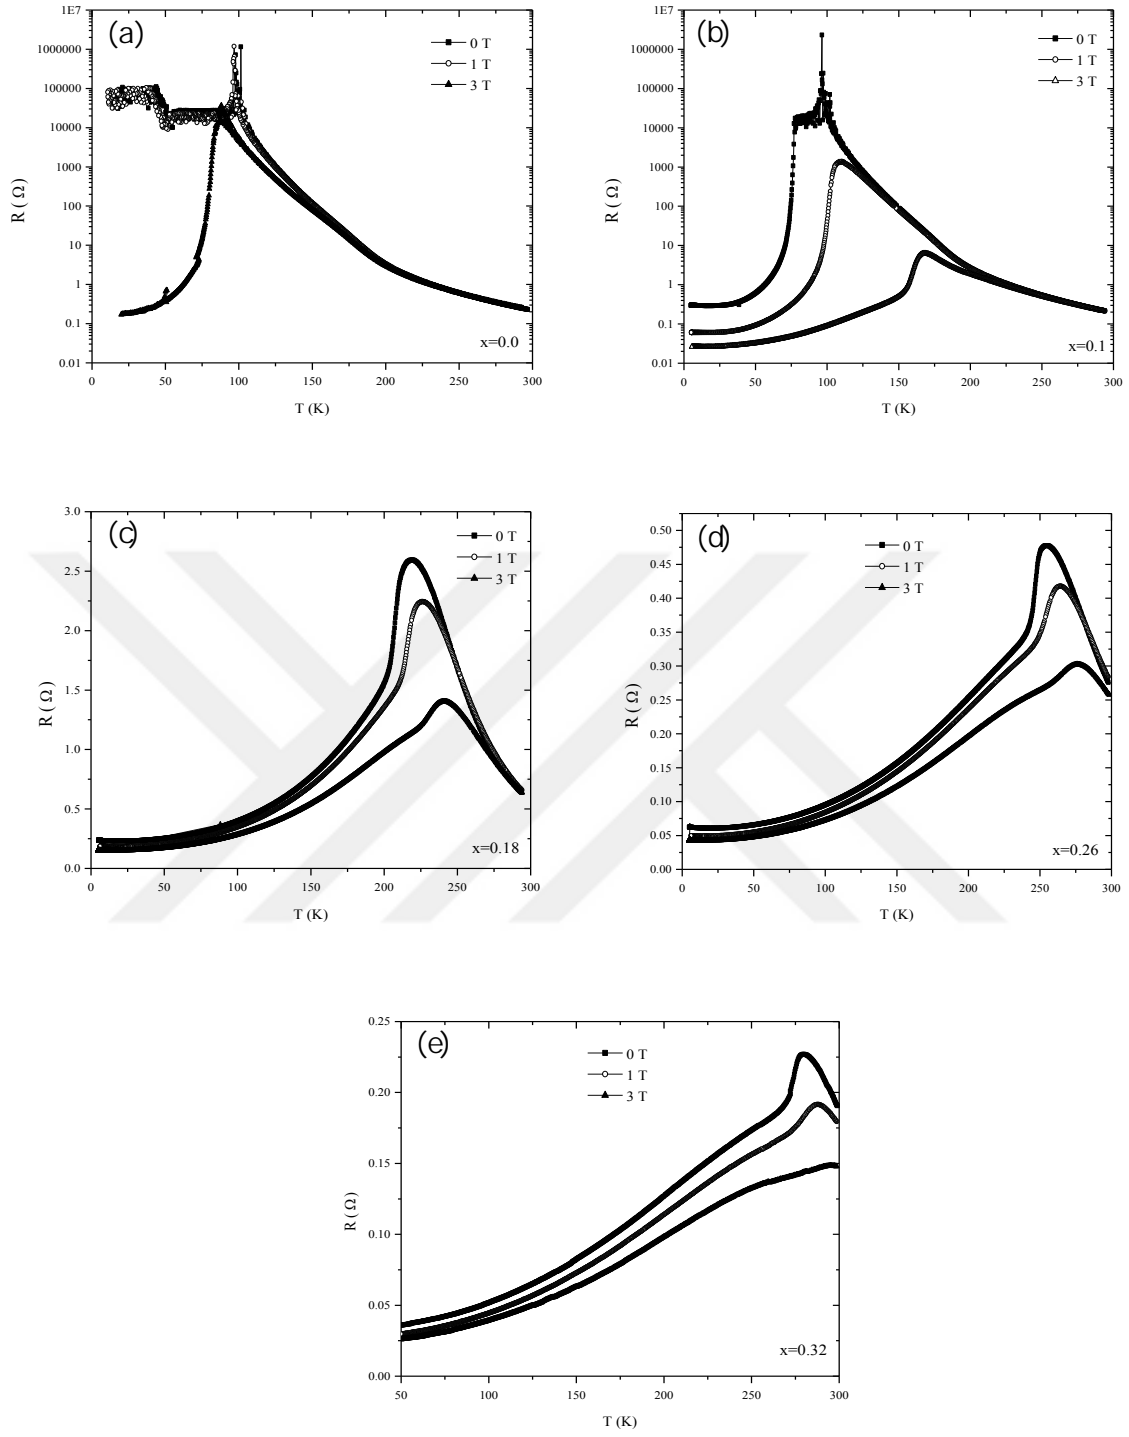 (a)
1E7
1000000
100000
10000
1000
100
10
1
0.1
0.01
R ( Ω )
0 T
1 T
3 T
x=0.0
0 50 100 150 200 250 300
T (K)
(b)
1E7
1000000
100000
10000
1000
100
10
1
0.1
0.01
R ( Ω )
0 T
1 T
3 T
x=0.1
0 50 100 150 200 250 300
T (K)
(c)
3.0
2.5
2.0
1.5
1.0
0.5
0.0
R ( Ω )
0 T
1 T
3 T
x=0.18
0 50 100 150 200 250 300
T (K)
(d)
0.50
0.45
0.40
0.35
0.30
0.25
0.20
0.15
0.10
0.05
0.00
R ( Ω )
0 T
1 T
3 T
x=0.26
0 50 100 150 200 250 300
T (K)
(e)
0.25
0.20
0.15
0.10
0.05
0.00
R ( Ω )
0 T
1 T
3 T
x=0.32
50 100 150 200 250 300
T (K)